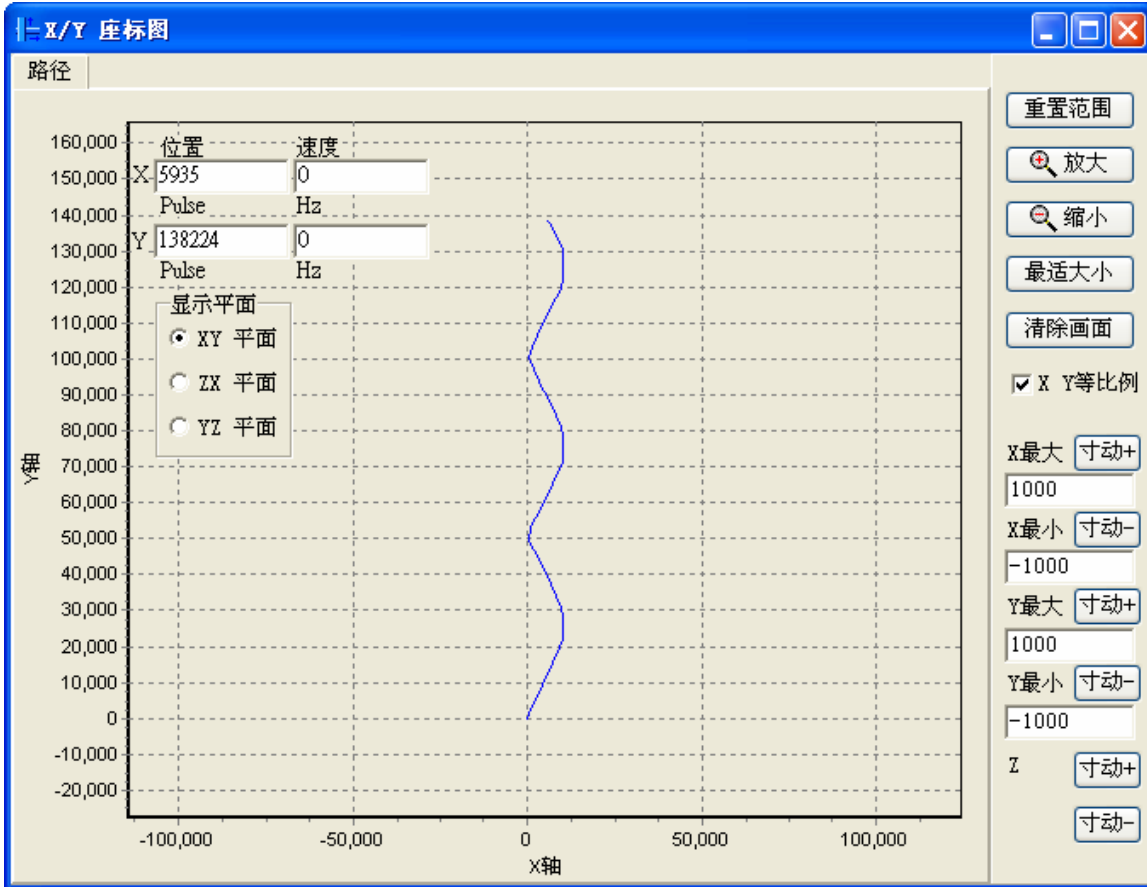 X/Y 座标图
路径
位置 速度
X 5935 0
Pulse Hz
Y 138224 0
Pulse Hz
显示平面
XY 平面
ZX 平面
YZ 平面
160,000
150,000
140,000
130,000
120,000
110,000
100,000
90,000
80,000
70,000
60,000
50,000
40,000
30,000
20,000
10,000
0
-10,000
-20,000
Y轴
-100,000 -50,000 0 50,000 100,000
X轴
重置范围
放大
缩小
最适大小
清除画面
X Y等比例
X最大 寸动+
1000
X最小 寸动-
-1000
Y最大 寸动+
1000
Y最小 寸动-
-1000
Z 寸动+
寸动-